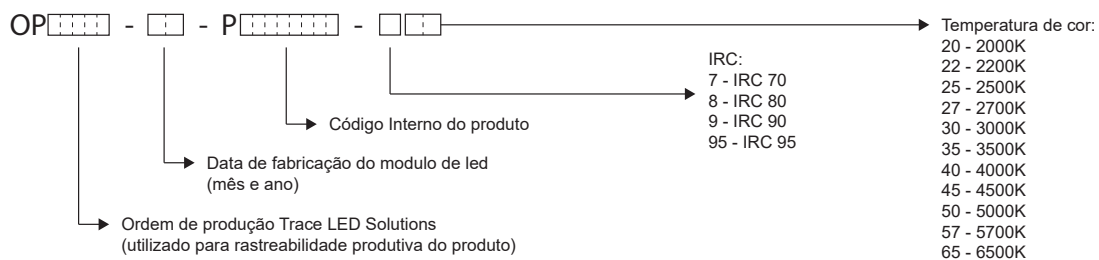 OP - - P -
Temperatura de cor:
20 - 2000K
22 - 2200K
25 - 2500K
27 - 2700K
30 - 3000K
35 - 3500K
40 - 4000K
45 - 4500K
50 - 5000K
57 - 5700K
65 - 6500K
IRC:
7 - IRC 70
8 - IRC 80
9 - IRC 90
95 - IRC 95
Código Interno do produto
Data de fabricação do modulo de led
(mês e ano)
Ordem de produção Trace LED Solutions
(utilizado para rastreabilidade produtiva do produto)